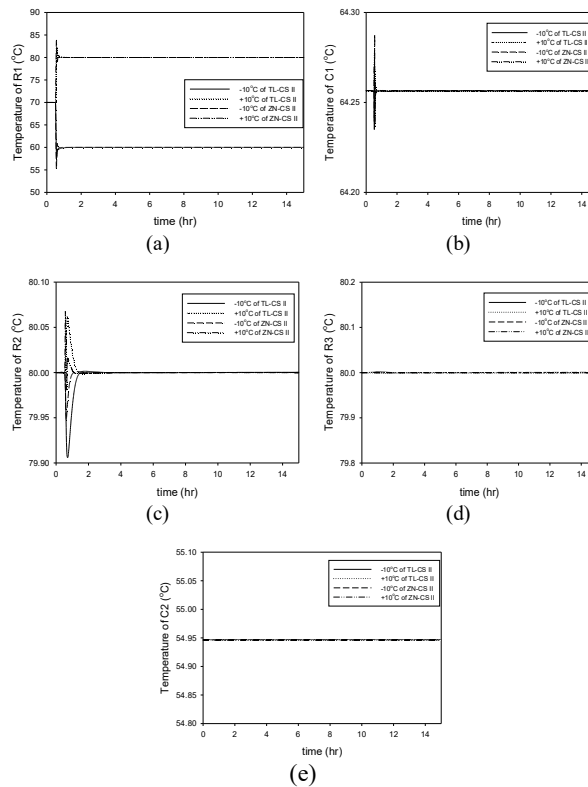 Temperature of R1 (°C)
90
85
80
75
70
65
60
55
50
-10°C of TL-CS II
+10°C of TL-CS II
-10°C of ZN-CS II
+10°C of ZN-CS II
0 2 4 6 8 10 12 14
time (hr)
(a)
Temperature of C1 (°C)
64.30
64.25
64.20
-10°C of TL-CS II
+10°C of TL-CS II
-10°C of ZN-CS II
+10°C of ZN-CS II
0 2 4 6 8 10 12 14
time (hr)
(b)
Temperature of R2 (°C)
80.10
80.05
80.00
79.95
79.90
-10°C of TL-CS II
+10°C of TL-CS II
-10°C of ZN-CS II
+10°C of ZN-CS II
0 2 4 6 8 10 12 14
time (hr)
(c)
Temperature of R3 (°C)
80.2
80.1
80.0
79.9
79.8
-10°C of TL-CS II
+10°C of TL-CS II
-10°C of ZN-CS II
+10°C of ZN-CS II
0 2 4 6 8 10 12 14
time (hr)
(d)
Temperature of C2 (°C)
55.10
55.05
55.00
54.95
54.90
54.85
54.80
-10°C of TL-CS II
+10°C of TL-CS II
-10°C of ZN-CS II
+10°C of ZN-CS II
0 2 4 6 8 10 12 14
time (hr)
(e)